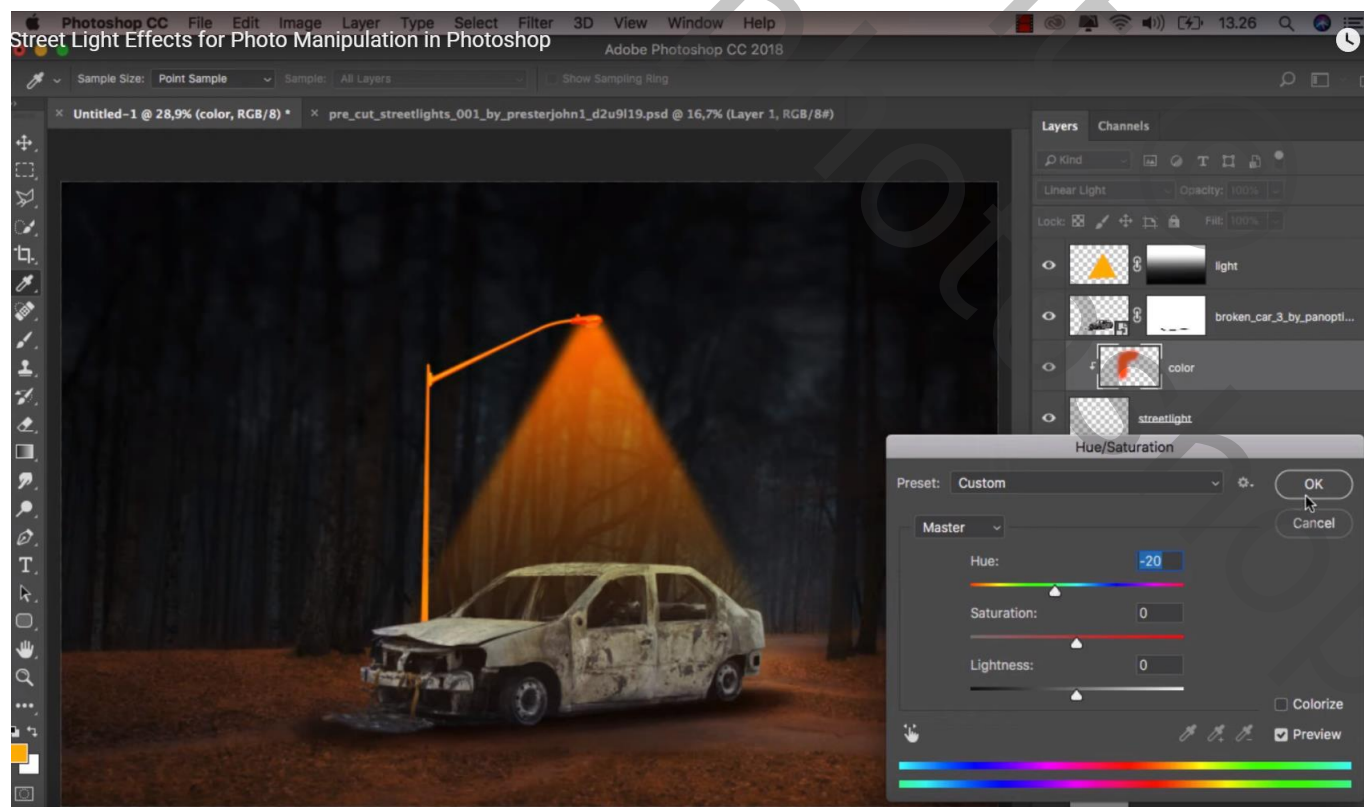 Photoshop CC File Edit Image Layer Type Select Filter 3D View Window Help 13.26
Street Light Effects for Photo Manipulation in Photoshop
Adobe Photoshop CC 2018
Sample Size: Point Sample Sample: All Layers Show Sampling Ring
× Untitled-1 @ 28,9% (color, RGB/8) * × pre_cut_streetlights_001_by_presterjohn1_d2u9l19.psd @ 16,7% (Layer 1, RGB/8#)
Layers Channels
Kind
Linear Light Opacity: 100%
Lock: Fill: 100%
light
broken_car_3_by_panopti...
color
streetlight
Hue/Saturation
Preset: Custom OK
Master Cancel
Hue: -20
Saturation: 0
Lightness: 0
Colorize
Preview